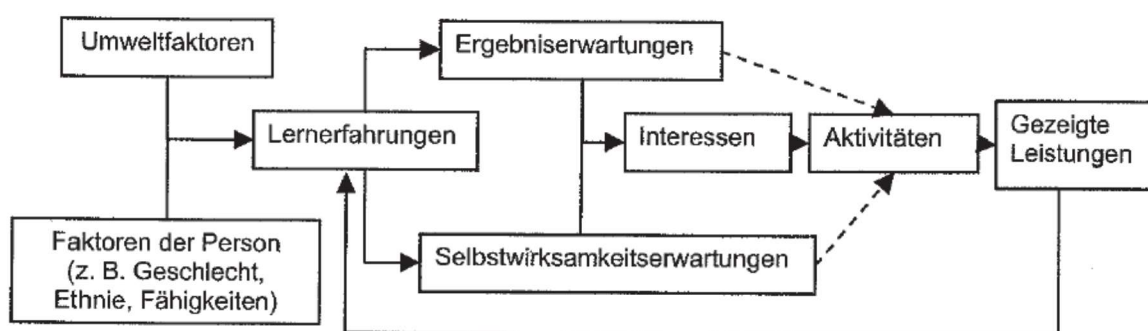 Umweltfaktoren
Ergebniserwartungen
Lernerfahrungen
Interessen
Aktivitäten
Gezeigte
Leistungen
Faktoren der Person
(z. B. Geschlecht,
Ethnie, Fähigkeiten)
Selbstwirksamkeitserwartungen